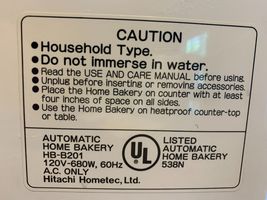 CAUTION
● Household Type.
● Do not immerse in water.
● Read the USE AND CARE MANUAL before using.
● Unplug before inserting or removing accessories.
● Place the Home Bakery on counter with at least
four inches of space on all sides.
● Use the Home Bakery on heatproof counter-top
or table.
AUTOMATIC
HOME BAKERY
HB-B201
120V-680W, 60Hz
A.C. ONLY
Hitachi Hometec, Ltd.
UL
®
LISTED
AUTOMATIC
HOME BAKERY
538N